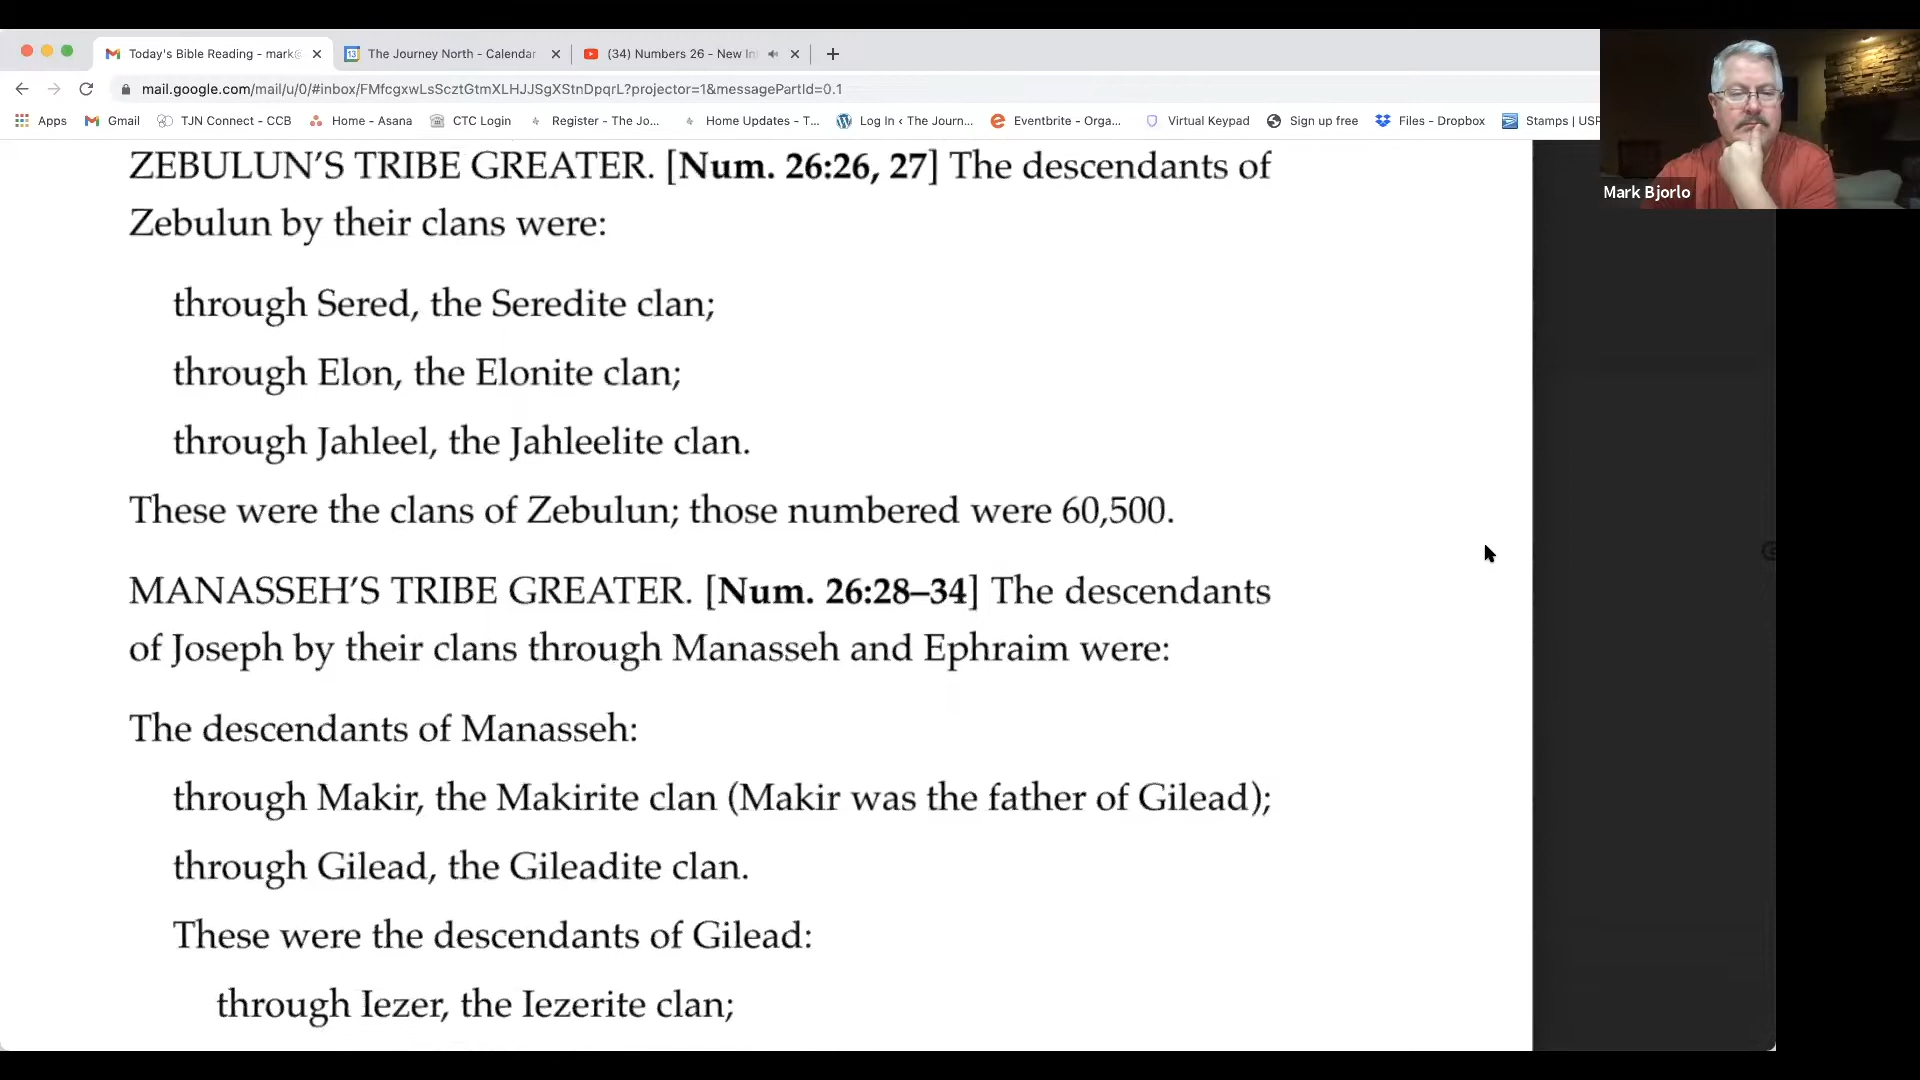 Today's Bible Reading - mark@
The Journey North - Calendar
(34) Numbers 26 - New In
mail.google.com/mail/u/0/#inbox/FMfcgxwLsScztGtmXLHJJSgXStnDpqrL?projector=1&messagePartId=0.1
Apps
Gmail
TJN Connect - CCB
Home - Asana
CTC Login
Register - The Jo...
Home Updates - T...
Log In ‹ The Journ...
Eventbrite - Orga...
Virtual Keypad
Sign up free
Files - Dropbox
Stamps | USP
Mark Bjorlo
ZEBULUN’S TRIBE GREATER. [Num. 26:26, 27] The descendants of
Zebulun by their clans were:
through Sered, the Seredite clan;
through Elon, the Elonite clan;
through Jahleel, the Jahleelite clan.
These were the clans of Zebulun; those numbered were 60,500.
MANASSEH’S TRIBE GREATER. [Num. 26:28–34] The descendants
of Joseph by their clans through Manasseh and Ephraim were:
The descendants of Manasseh:
through Makir, the Makirite clan (Makir was the father of Gilead);
through Gilead, the Gileadite clan.
These were the descendants of Gilead:
through Iezer, the Iezerite clan;